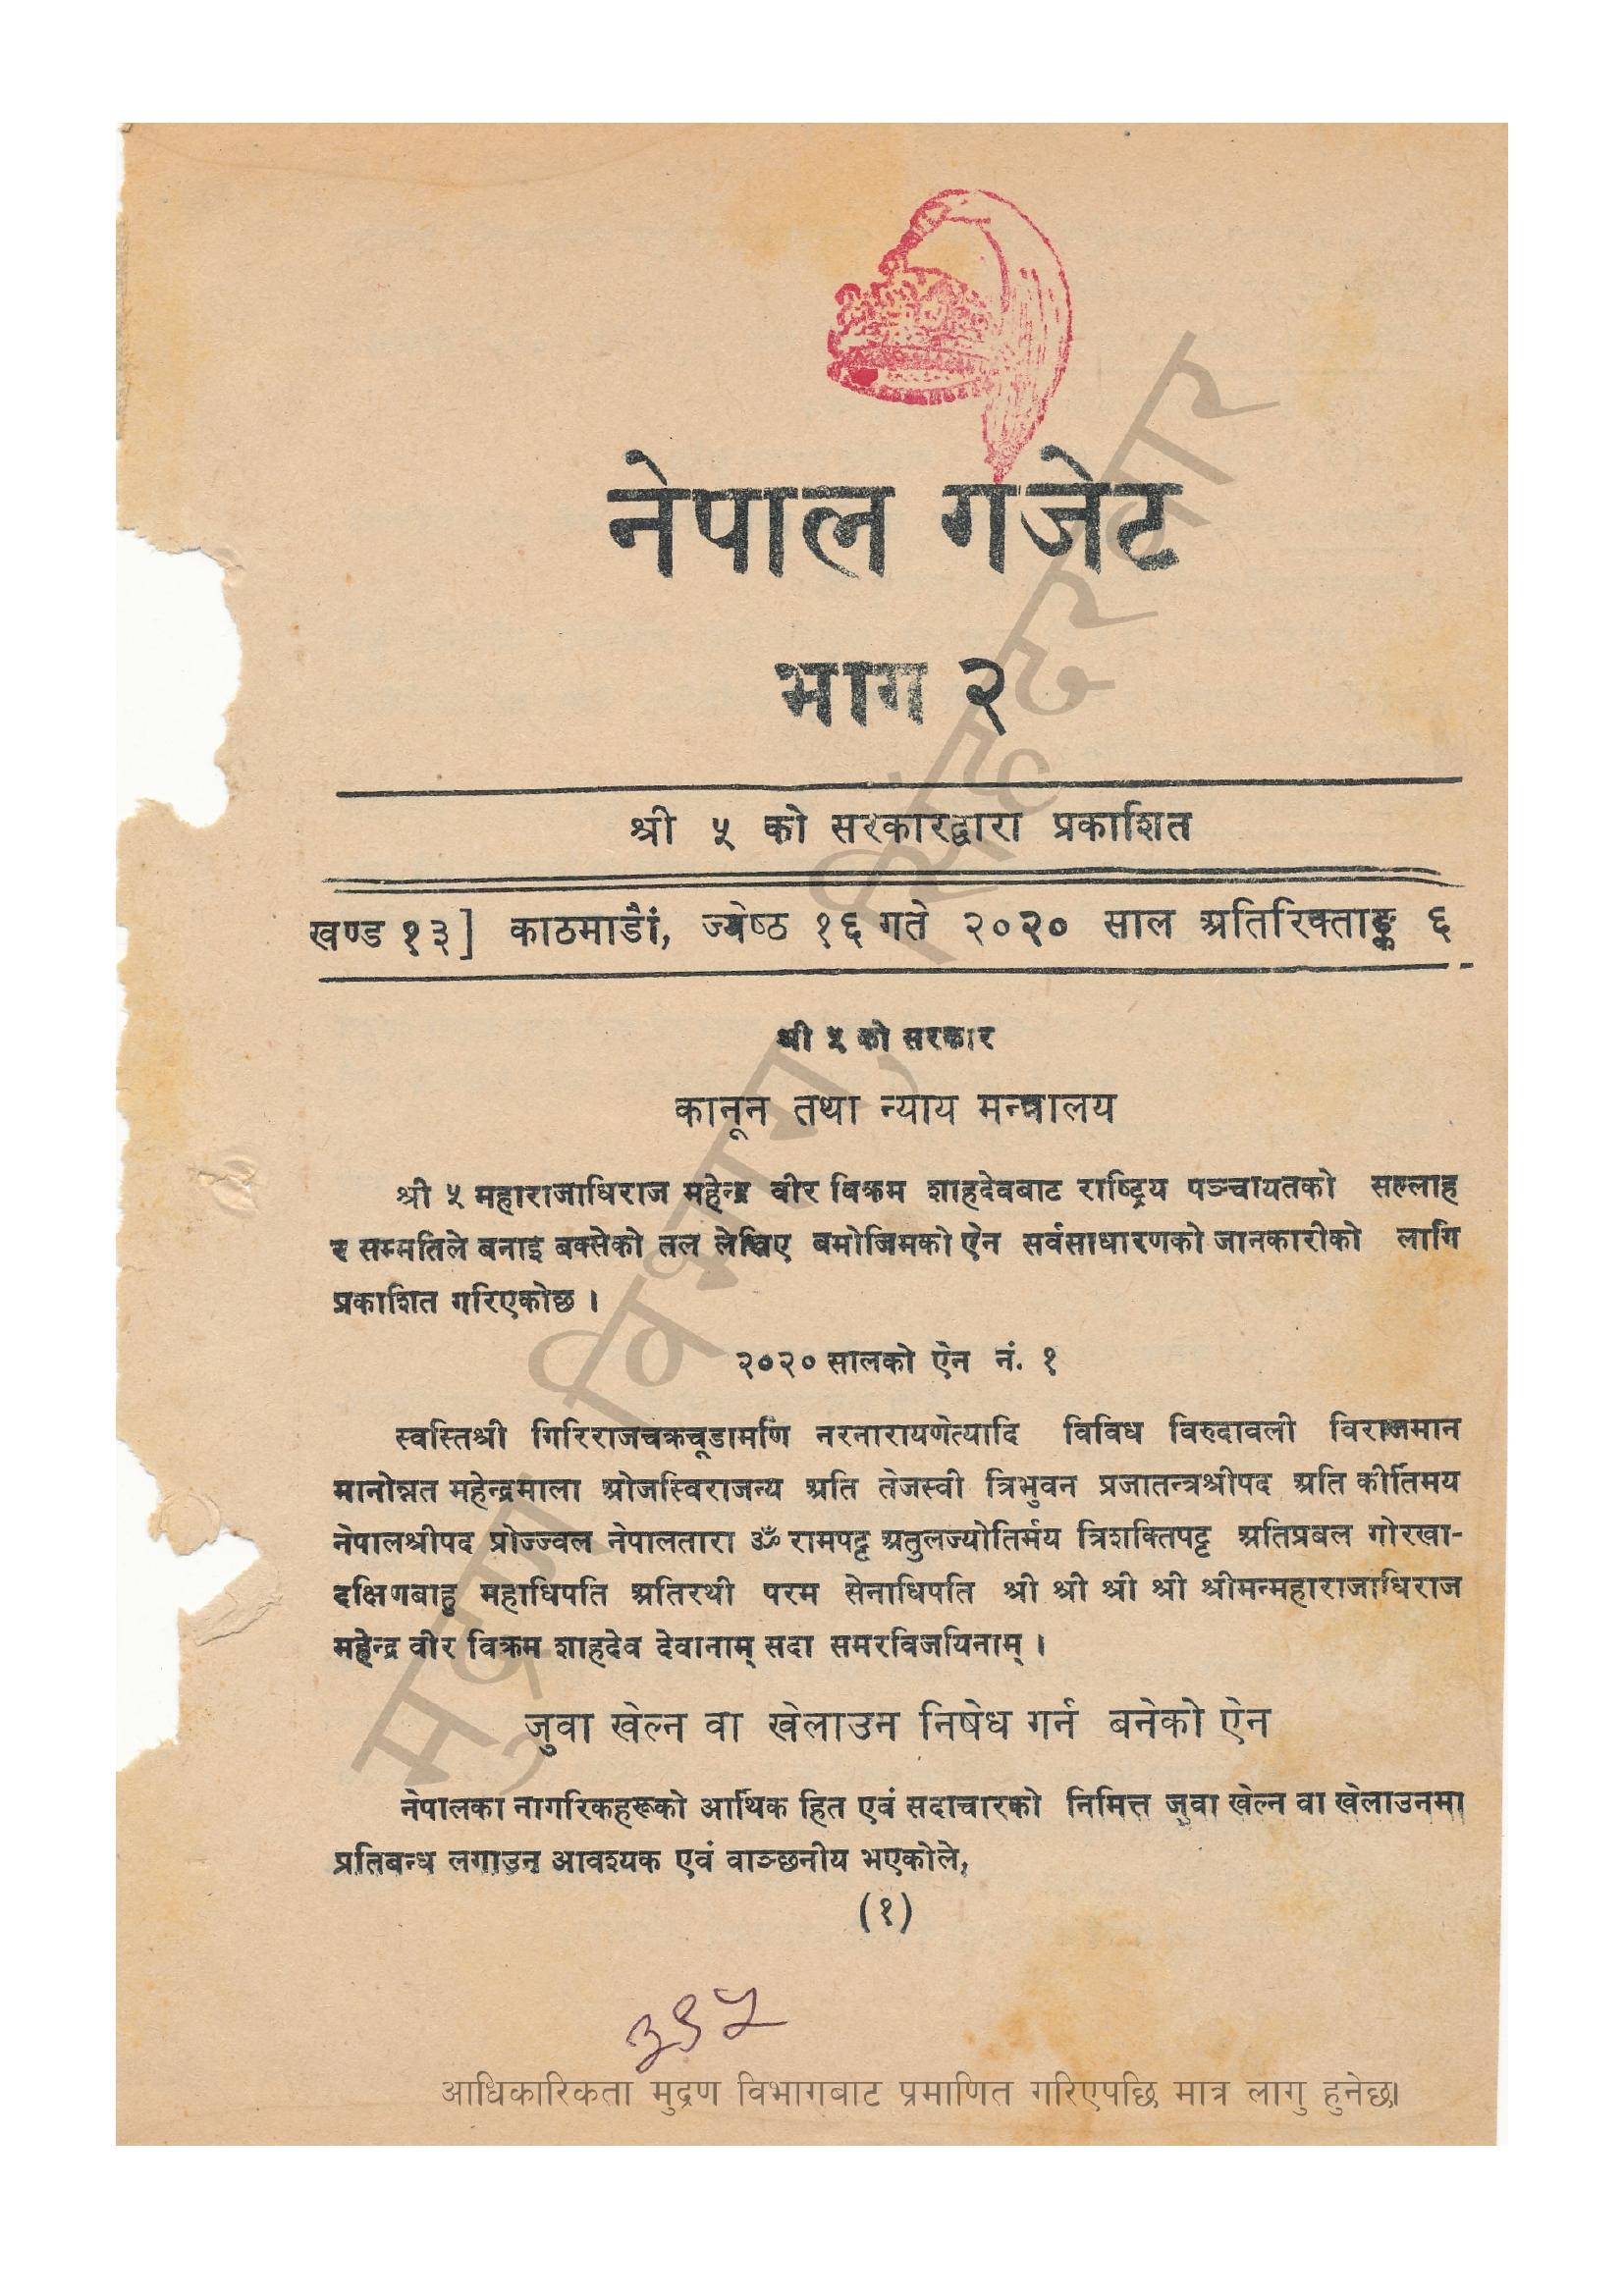 नेपाल गजेट
भाग २
श्री ५ को सरकारद्वारा प्रकाशित
खण्ड १३] काठमाडौं, ज्येष्ठ १६ गते २०२० साल अतिरिक्ताङ्क ६
श्री ५ को सरकार
कानून तथा न्याय मन्त्रालय
श्री ५ महाराजाधिराज महेन्द्र वीर विक्रम शाहदेवबाट राष्ट्रिय पञ्चायतको सल्लाह
र सम्मतिले बनाइ बक्सेको तल लेखिए बमोजिमको ऐन सर्वसाधारणको जानकारीको लागि
प्रकाशित गरिएकोछ ।
२०२० सालको ऐन नं. १
स्वस्तिश्री गिरिराजचक्रचूडामणि नरनारायणेत्यादि विविध विरुदावली विराजमान
मानोन्नत महेन्द्रमाला ओजस्विराजन्य अति तेजस्वी त्रिभुवन प्रजातन्त्रश्रीपद अति कीर्तिमय
नेपालश्रीपद प्रोज्ज्वल नेपालतारा ॐ रामपट्ट अतुलज्योतिर्मय त्रिशक्तिपट्ट अतिप्रबल गोरखा-
दक्षिणबाहु महाधिपति अतिरथी परम सेनाधिपति श्री श्री श्री श्री श्रीमन्महाराजाधिराज
महेन्द्र वीर विक्रम शाहदेव देवानाम् सदा समरविजयिनाम् ।
जुवा खेल्न वा खेलाउन निषेध गर्न बनेको ऐन
नेपालका नागरिकहरूको आर्थिक हित एवं सदाचारको निमित्त जुवा खेल्न वा खेलाउनमा
प्रतिबन्ध लगाउन आवश्यक एवं वाञ्छनीय भएकोले,
(१)
३९५
आधिकारिकता मुद्रण विभागबाट प्रमाणित गरिएपछि मात्र लागु हुनेछ।
मुद्रण विभाग, सिंहदरबार